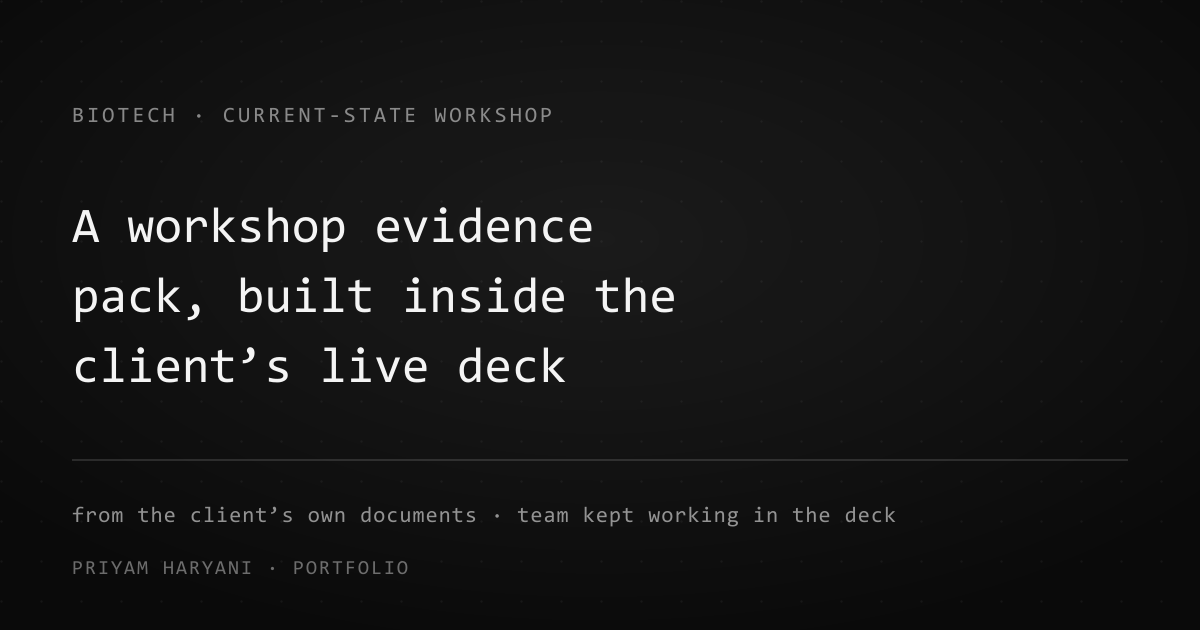 BIOTECH · CURRENT-STATE WORKSHOP
A workshop evidence
pack, built inside the
client’s live deck
from the client’s own documents · team kept working in the deck
PRIYAM HARYANI · PORTFOLIO